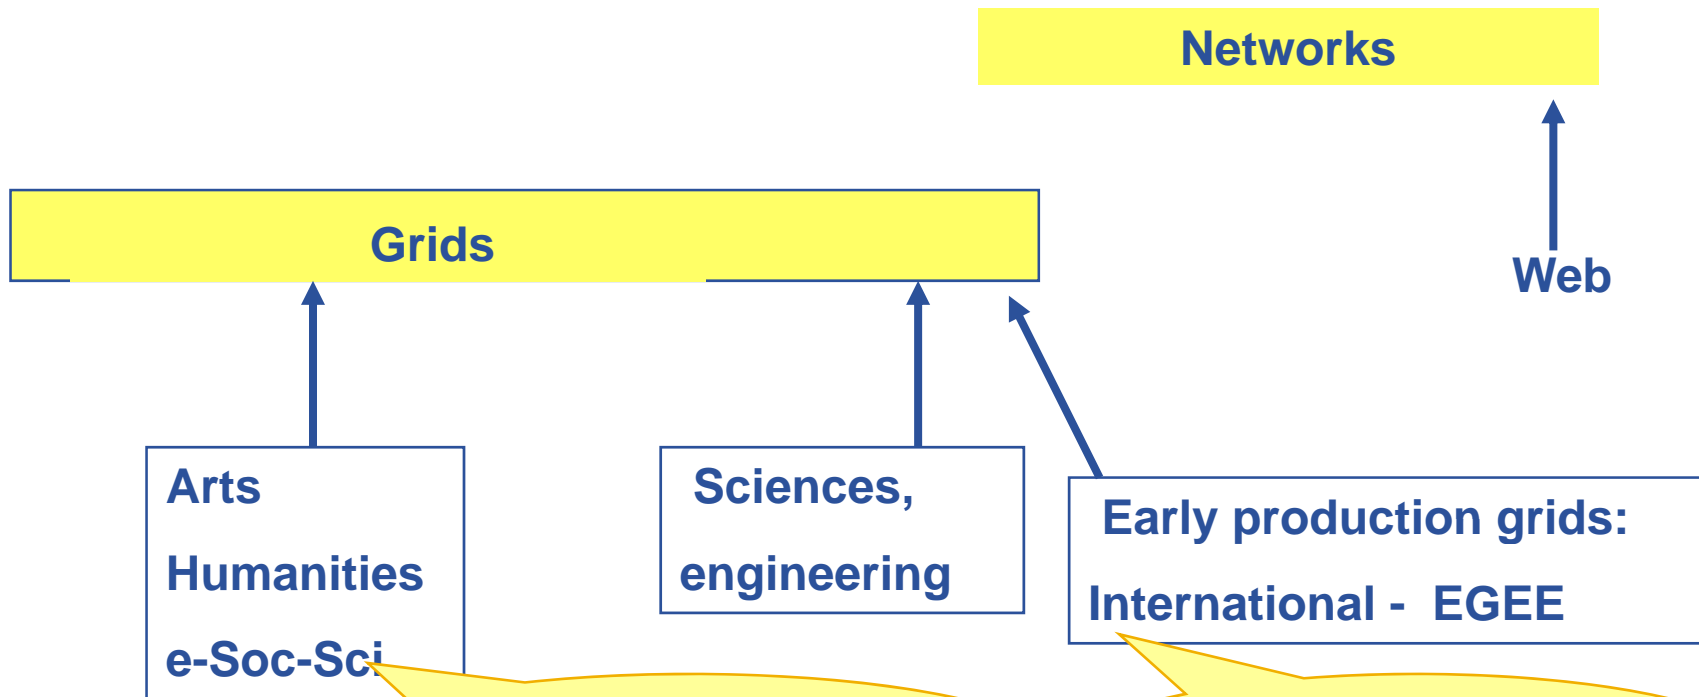 Networks
Grids
Web
Arts
Humanities
e-Soc-Sci
Sciences,
engineering
Early production grids:
International - EGEE